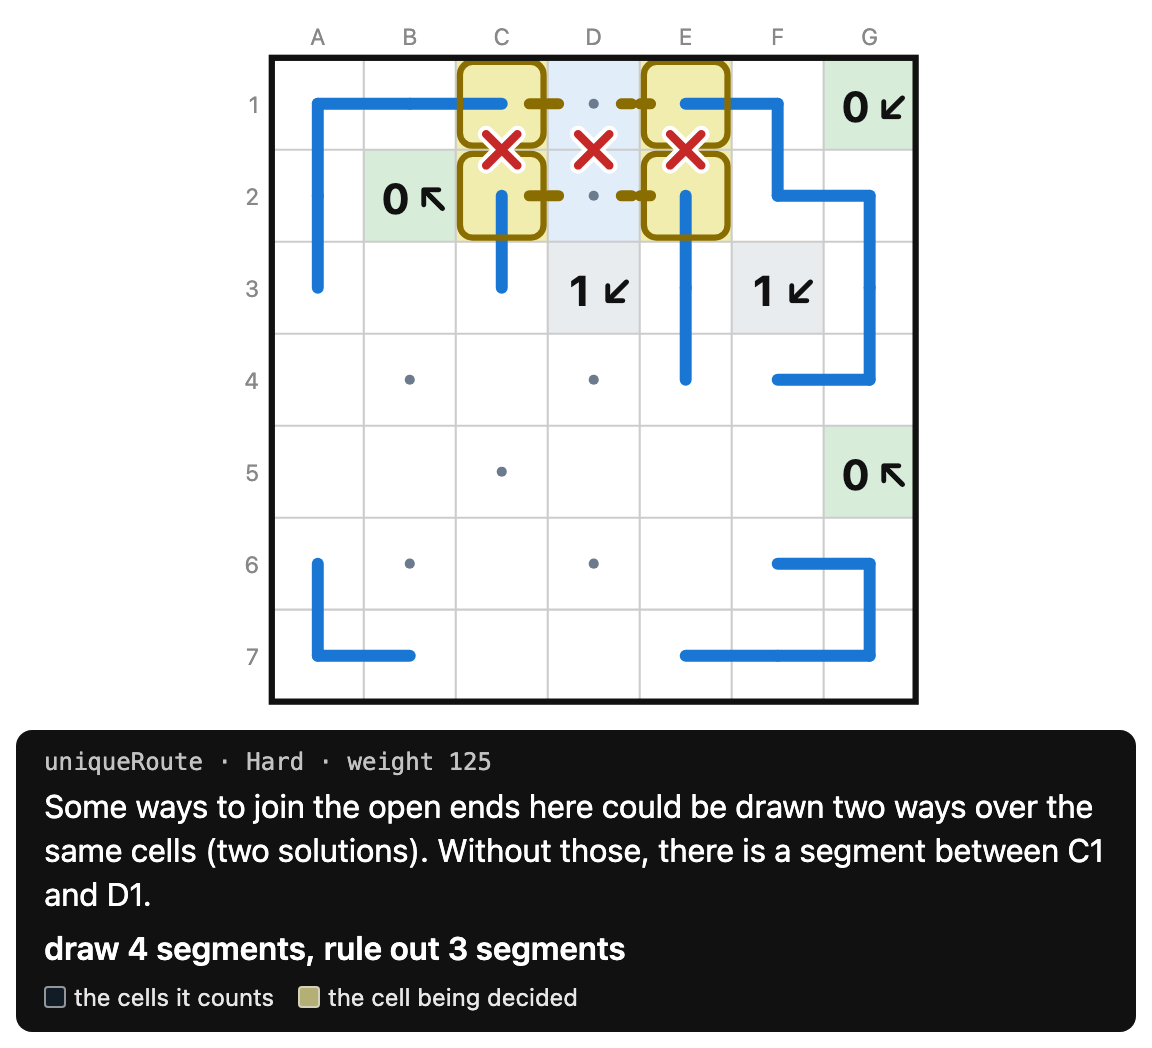 A B C D E F G
1 0↙
2 0↖
3 1↙ 1↙
4
5 0↖
6
7
uniqueRoute · Hard · weight 125
Some ways to join the open ends here could be drawn two ways over the
same cells (two solutions). Without those, there is a segment between C1
and D1.
draw 4 segments, rule out 3 segments
the cells it counts the cell being decided